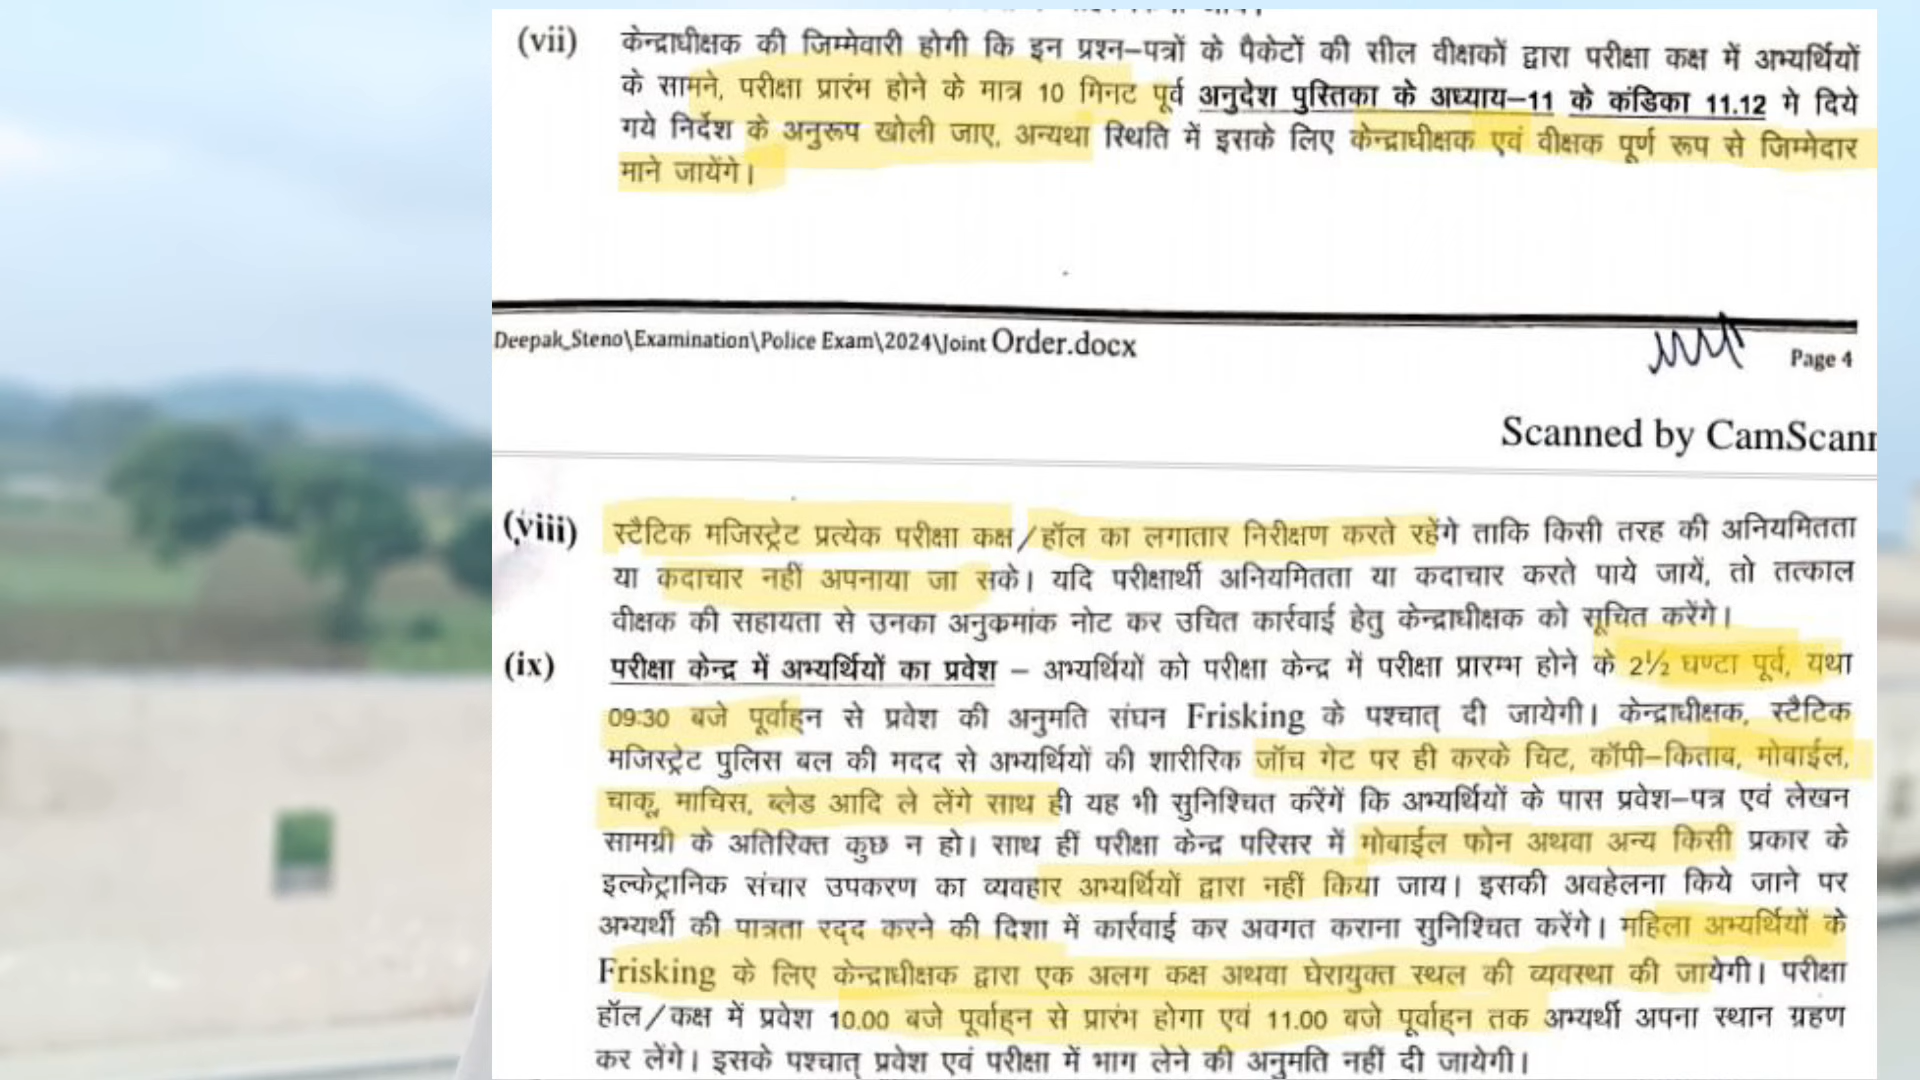 (vii) केन्द्राधीक्षक की जिम्मेवारी होगी कि इन प्रश्न–पत्रों के पैकेटों की सील वीक्षकों द्वारा परीक्षा कक्ष में अभ्यर्थियों
के सामने, परीक्षा प्रारंभ होने के मात्र 10 मिनट पूर्व अनुदेश पुस्तिका के अध्याय–11 के कंडिका 11.12 मे दिये
गये निर्देश के अनुरूप खोली जाए, अन्यथा स्थिति में इसके लिए केन्द्राधीक्षक एवं वीक्षक पूर्ण रूप से जिम्मेदार
माने जायेंगे।
Deepak_Steno\Examination\Police Exam\2024\Joint Order.docx
Page 4
Scanned by CamScann
(viii) स्टैटिक मजिस्ट्रेट प्रत्येक परीक्षा कक्ष/हॉल का लगातार निरीक्षण करते रहेंगे ताकि किसी तरह की अनियमितता
या कदाचार नहीं अपनाया जा सके। यदि परीक्षार्थी अनियमितता या कदाचार करते पाये जायें, तो तत्काल
वीक्षक की सहायता से उनका अनुक्रमांक नोट कर उचित कार्रवाई हेतु केन्द्राधीक्षक को सूचित करेंगे।
(ix) परीक्षा केन्द्र में अभ्यर्थियों का प्रवेश – अभ्यर्थियों को परीक्षा केन्द्र में परीक्षा प्रारम्भ होने के 2½ घण्टा पूर्व, यथा
09:30 बजे पूर्वाह्न से प्रवेश की अनुमति संघन Frisking के पश्चात् दी जायेगी। केन्द्राधीक्षक, स्टैटिक
मजिस्ट्रेट पुलिस बल की मदद से अभ्यर्थियों की शारीरिक जॉच गेट पर ही करके चिट, कॉपी–किताब, मोबाईल,
चाकू, माचिस, ब्लेड आदि ले लेंगे साथ ही यह भी सुनिश्चित करेंगें कि अभ्यर्थियों के पास प्रवेश–पत्र एवं लेखन
सामग्री के अतिरिक्त कुछ न हो। साथ हीं परीक्षा केन्द्र परिसर में मोबाईल फोन अथवा अन्य किसी प्रकार के
इल्केट्रानिक संचार उपकरण का व्यवहार अभ्यर्थियों द्वारा नहीं किया जाय। इसकी अवहेलना किये जाने पर
अभ्यर्थी की पात्रता रद्द करने की दिशा में कार्रवाई कर अवगत कराना सुनिश्चित करेंगे। महिला अभ्यर्थियों के
Frisking के लिए केन्द्राधीक्षक द्वारा एक अलग कक्ष अथवा घेरायुक्त स्थल की व्यवस्था की जायेगी। परीक्षा
हॉल/कक्ष में प्रवेश 10.00 बजे पूर्वाह्न से प्रारंभ होगा एवं 11.00 बजे पूर्वाह्न तक अभ्यर्थी अपना स्थान ग्रहण
कर लेंगे। इसके पश्चात् प्रवेश एवं परीक्षा में भाग लेने की अनुमति नहीं दी जायेगी।